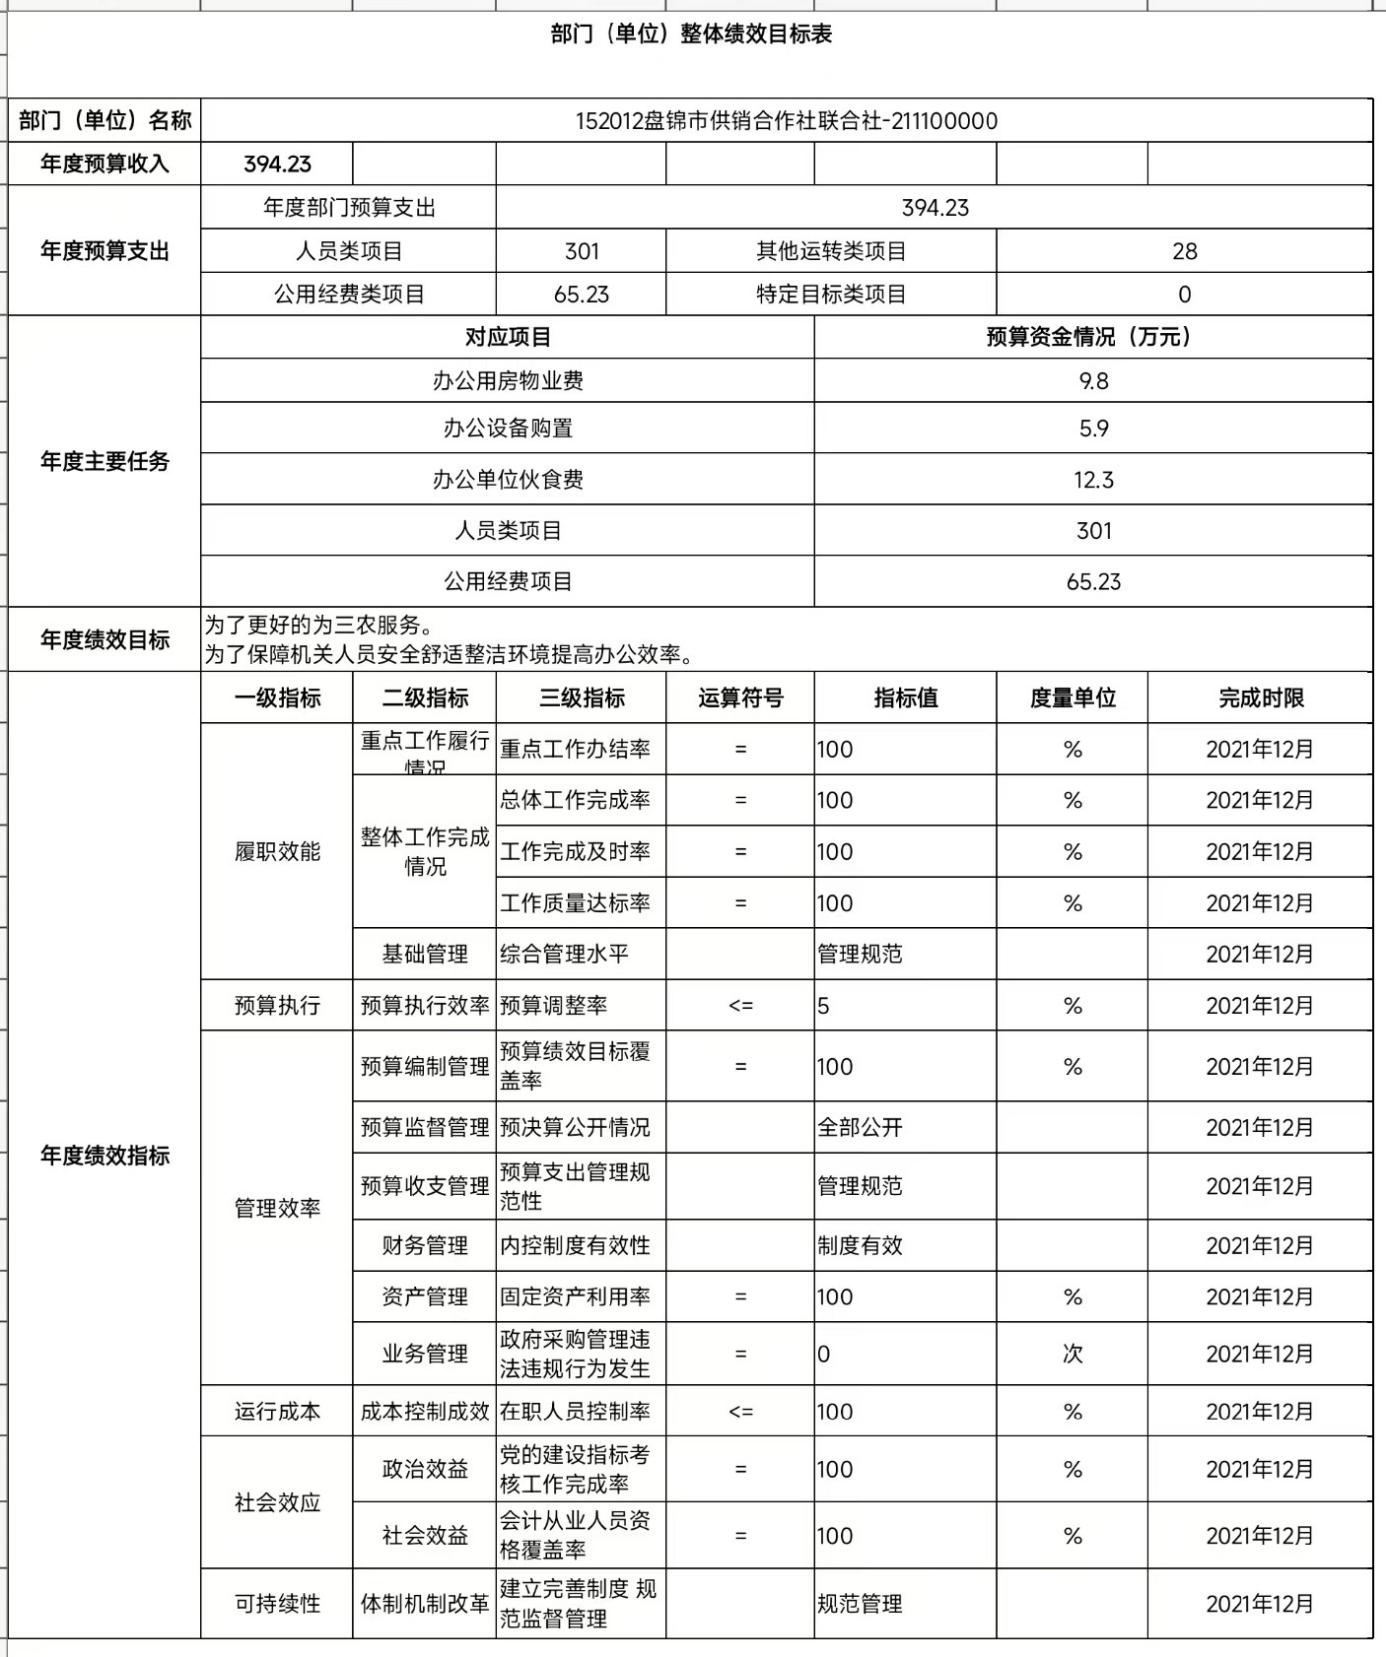 部门（单位）整体绩效目标表
部门（单位）名称 152012盘锦市供销合作社联合社-211100000
年度预算收入 394.23
年度预算支出 年度部门预算支出 394.23
人员类项目 301 其他运转类项目 28
公用经费类项目 65.23 特定目标类项目 0
年度主要任务 对应项目 预算资金情况（万元）
办公用房物业费 9.8
办公设备购置 5.9
办公单位伙食费 12.3
人员类项目 301
公用经费项目 65.23
年度绩效目标 为了更好的为三农服务。
为了保障机关人员安全舒适整洁环境提高办公效率。
年度绩效指标 一级指标 二级指标 三级指标 运算符号 指标值 度量单位 完成时限
履职效能 重点工作履行
情况 重点工作办结率 = 100 % 2021年12月
整体工作完成
情况 总体工作完成率 = 100 % 2021年12月
工作完成及时率 = 100 % 2021年12月
工作质量达标率 = 100 % 2021年12月
基础管理 综合管理水平 管理规范 2021年12月
预算执行 预算执行效率 预算调整率 <= 5 % 2021年12月
管理效率 预算编制管理 预算绩效目标覆
盖率 = 100 % 2021年12月
预算监督管理 预决算公开情况 全部公开 2021年12月
预算收支管理 预算支出管理规
范性 管理规范 2021年12月
财务管理 内控制度有效性 制度有效 2021年12月
资产管理 固定资产利用率 = 100 % 2021年12月
业务管理 政府采购管理违
法违规行为发生 = 0 次 2021年12月
运行成本 成本控制成效 在职人员控制率 <= 100 % 2021年12月
社会效应 政治效益 党的建设指标考
核工作完成率 = 100 % 2021年12月
社会效益 会计从业人员资
格覆盖率 = 100 % 2021年12月
可持续性 体制机制改革 建立完善制度 规
范监督管理 规范管理 2021年12月